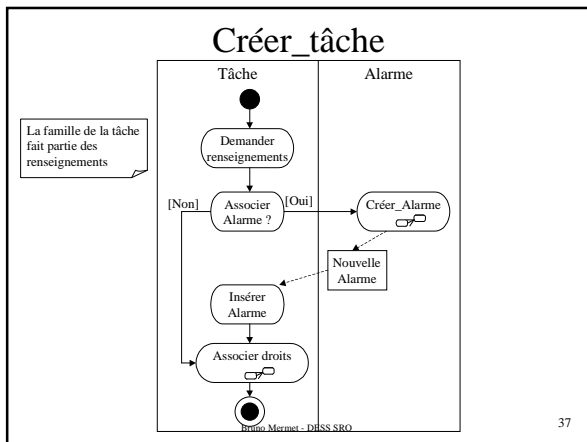 Créer_tâche
Tâche
Alarme
La famille de la tâche
fait partie des
renseignements
Demander
renseignements
[Non]
Associer
Alarme ?
[Oui]
Créer_Alarme
Nouvelle
Alarme
Insérer
Alarme
Associer droits
Bruno Mermet - DESS SRO
37